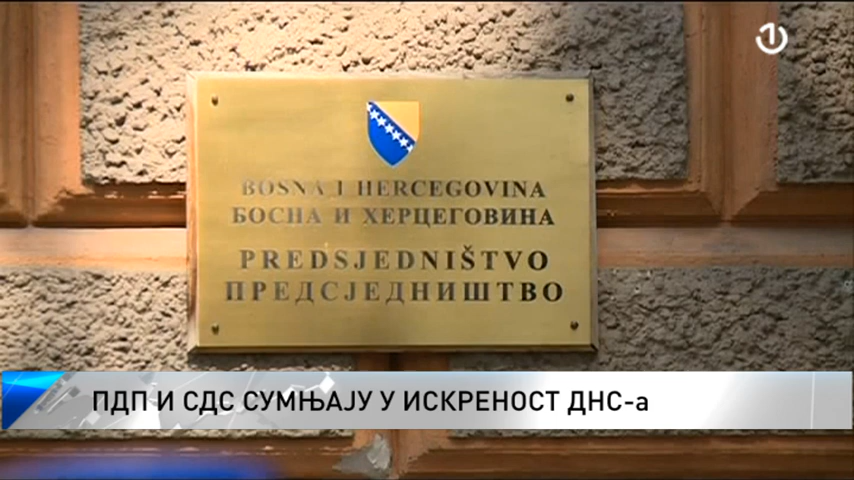 BOSNA I HERCEGOVINA
БОСНА И ХЕРЦЕГОВИНА
PREDSJEDNIŠTVO
ПРЕДСЈЕДНИШТВО
ПДП И СДС СУМЊАЈУ У ИСКРЕНОСТ ДНС-а